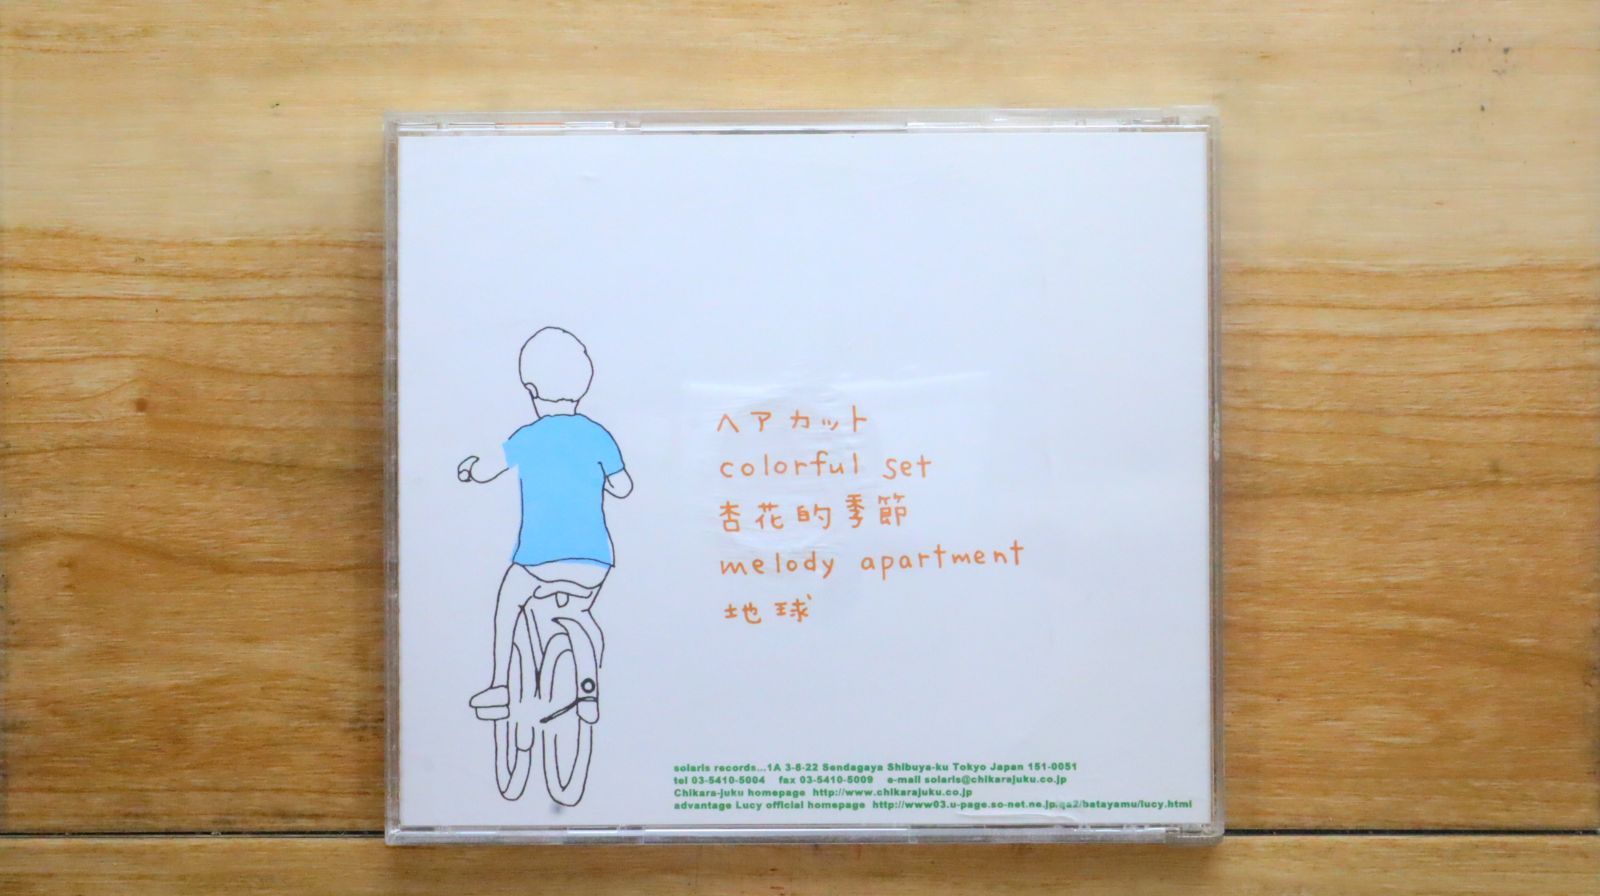 ヘアカット
colorful set
杏花的季節
melody apartment
地球
solaris records...1A 3-8-22 Sendagaya Shibuya-ku Tokyo Japan 151-0051
tel 03-5410-5004 fax 03-5410-5009 e-mail solaris@chikarajuku.co.jp
Chikara-juku homepage http://www.chikarajuku.co.jp
advantage Lucy official homepage http://www03.u-page.so-net.ne.jp/qa2/batayamu/lucy.html